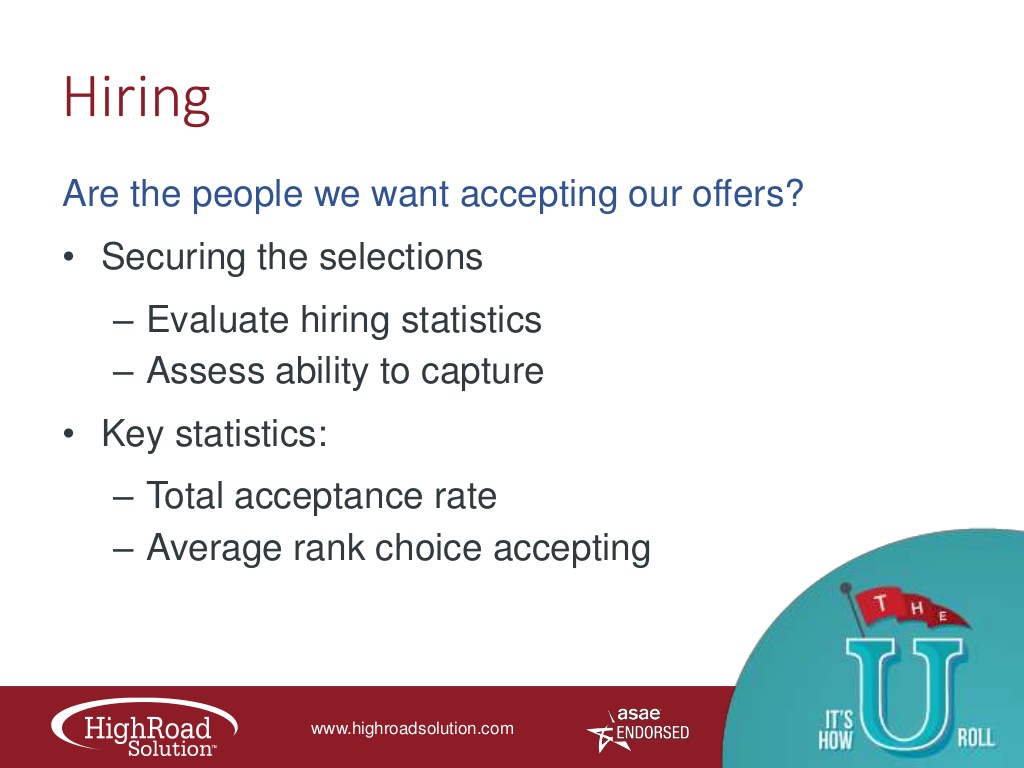 Hiring
Are the people we want accepting our offers?
• Securing the selections
– Evaluate hiring statistics
– Assess ability to capture
• Key statistics:
– Total acceptance rate
– Average rank choice accepting
HighRoad
Solution™
www.highroadsolution.com
asae
ENDORSED
THE
U
IT'S
HOW
ROLL